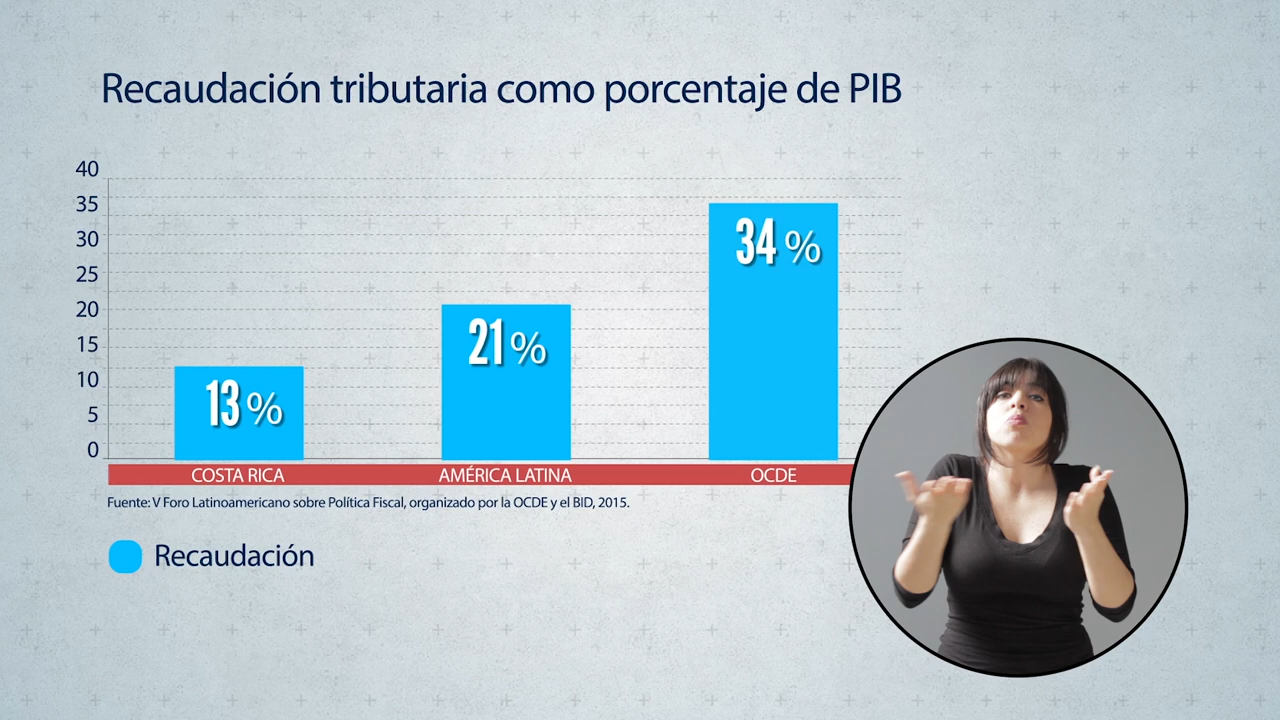 Recaudación tributaria como porcentaje de PIB
40
35
30
25
20
15
10
5
0
13 %
21 %
34 %
COSTA RICA
AMÉRICA LATINA
OCDE
Fuente: V Foro Latinoamericano sobre Política Fiscal, organizado por la OCDE y el BID, 2015.
Recaudación